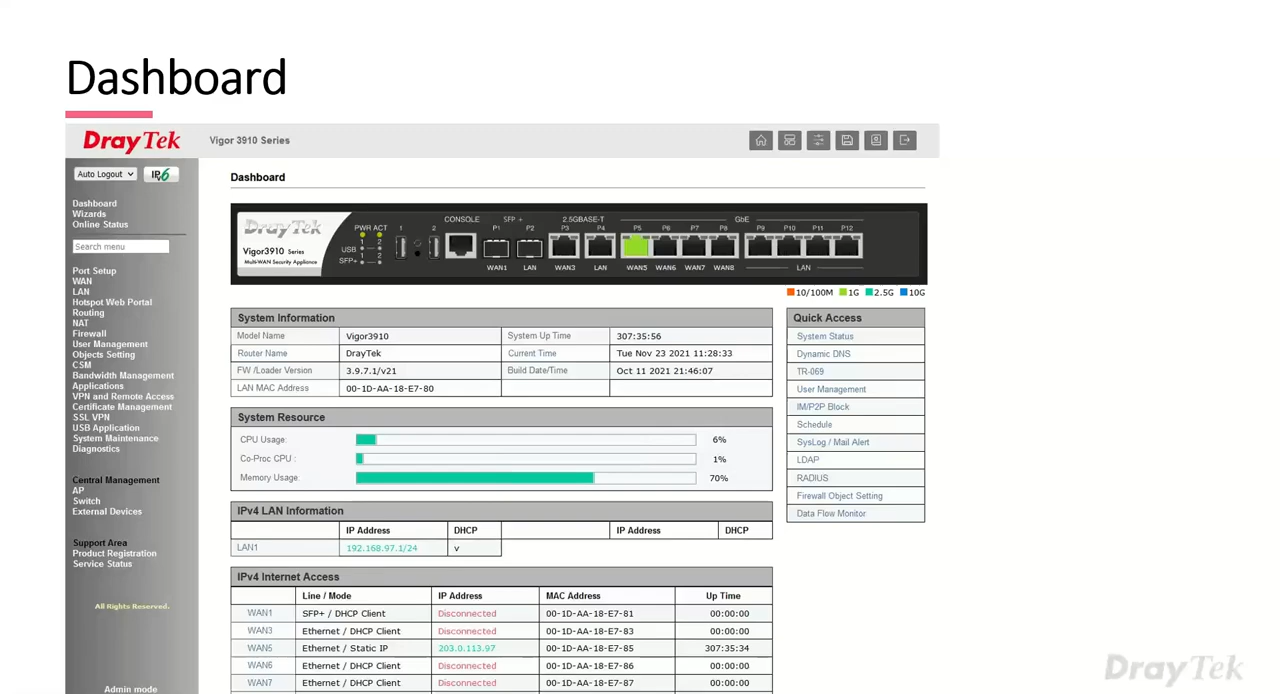 Dashboard
DrayTek
Vigor 3910 Series
Auto Logout
IPv6
Dashboard
Wizards
Online Status
Search menu
Port Setup
WAN
LAN
Hotspot Web Portal
Routing
NAT
Firewall
User Management
Objects Setting
CSM
Bandwidth Management
Applications
VPN and Remote Access
Certificate Management
SSL VPN
USB Application
System Maintenance
Diagnostics
Central Management
AP
Switch
External Devices
Support Area
Product Registration
Service Status
All Rights Reserved.
Admin mode
Dashboard
DrayTek
Vigor3910 Series
Multi-WAN Security Appliance
PWR ACT
1 2
USB
SFP+
1 2
1 2
1 2
CONSOLE SFP + 2.5GBASE-T GbE
P1 P2 P3 P4 P5 P6 P7 P8 P9 P10 P11 P12
WAN1 LAN WAN3 LAN WAN5 WAN6 WAN7 WAN8 LAN
10/100M 1G 2.5G 10G
System Information
Model Name Vigor3910 System Up Time 307:35:56
Router Name DrayTek Current Time Tue Nov 23 2021 11:28:33
FW /Loader Version 3.9.7.1/v21 Build Date/Time Oct 11 2021 21:46:07
LAN MAC Address 00-1D-AA-18-E7-80
System Resource
CPU Usage: 6%
Co-Proc CPU : 1%
Memory Usage: 70%
IPv4 LAN Information
IP Address DHCP IP Address DHCP
LAN1 192.168.97.1/24 v
IPv4 Internet Access
Line / Mode IP Address MAC Address Up Time
WAN1 SFP+ / DHCP Client Disconnected 00-1D-AA-18-E7-81 00:00:00
WAN3 Ethernet / DHCP Client Disconnected 00-1D-AA-18-E7-83 00:00:00
WAN5 Ethernet / Static IP 203.0.113.97 00-1D-AA-18-E7-85 307:35:34
WAN6 Ethernet / DHCP Client Disconnected 00-1D-AA-18-E7-86 00:00:00
WAN7 Ethernet / DHCP Client Disconnected 00-1D-AA-18-E7-87 00:00:00
Quick Access
System Status
Dynamic DNS
TR-069
User Management
IM/P2P Block
Schedule
SysLog / Mail Alert
LDAP
RADIUS
Firewall Object Setting
Data Flow Monitor
DrayTek